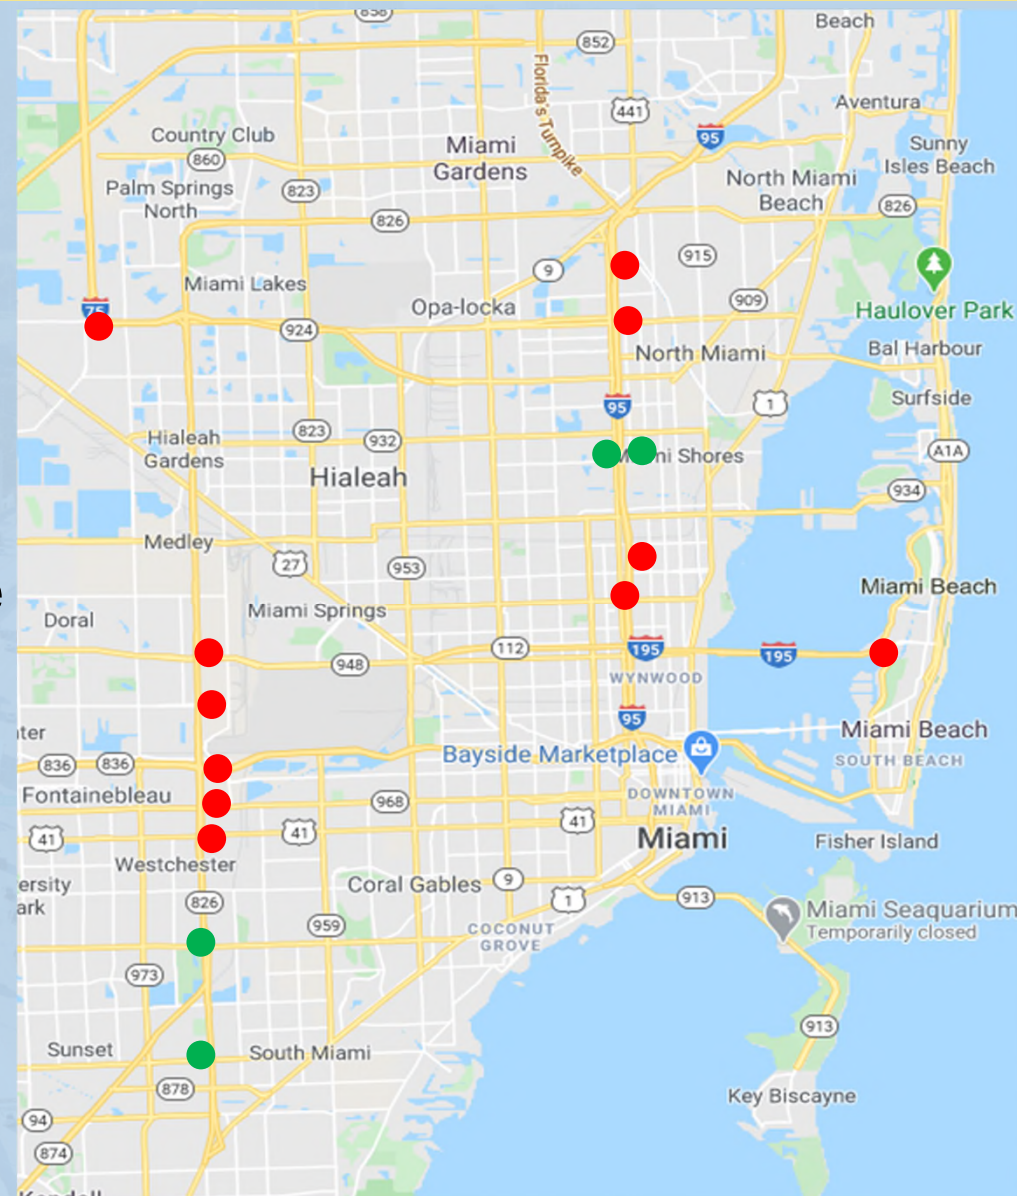 858
Beach
852
Florida's Turnpike
441
Aventura
95
Country Club
860
Miami
Gardens
Sunny
Isles Beach
Palm Springs
North
823
North Miami
Beach
826
826
915
9
Miami Lakes
Opa-locka
909
Haulover Park
75
924
North Miami
Bal Harbour
Surfside
95
1
823
932
Hialeah
Gardens
Hialeah
Shores
A1A
934
Medley
27
953
Miami Beach
Miami Springs
Doral
112
195
195
948
WYNWOOD
95
Miami Beach
SOUTH BEACH
Bayside Marketplace
836
836
Fontainebleau
968
DOWNTOWN
MIAMI
41
41
41
Miami
Fisher Island
Westchester
Coral Gables
9
1
913
826
959
COCONUT
GROVE
Miami Seaquarium
Temporarily closed
973
913
Sunset
South Miami
878
Key Biscayne
94
874